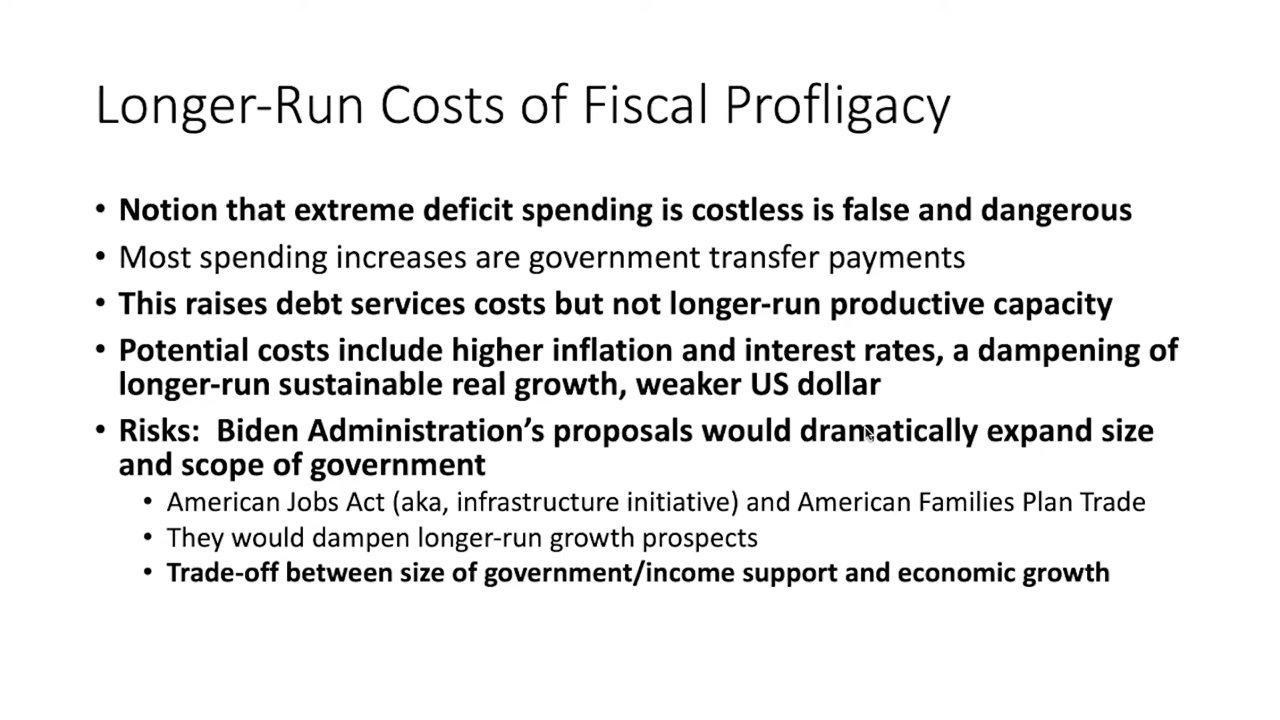 Longer-Run Costs of Fiscal Profligacy
• Notion that extreme deficit spending is costless is false and dangerous
• Most spending increases are government transfer payments
• This raises debt services costs but not longer-run productive capacity
• Potential costs include higher inflation and interest rates, a dampening of
longer-run sustainable real growth, weaker US dollar
• Risks:  Biden Administration's proposals would dramatically expand size
and scope of government
• American Jobs Act (aka, infrastructure initiative) and American Families Plan Trade
• They would dampen longer-run growth prospects
• Trade-off between size of government/income support and economic growth